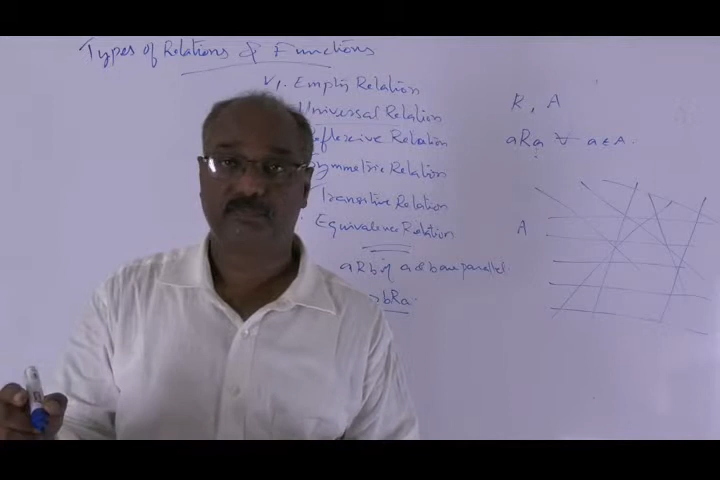 Types of Relations & Functions
1. Empty Relation
Universal Relation
Reflexive Relation
Symmetric Relation
Transitive Relation
Equivalence Relation
aRb if a & b are parallel
bRa.
R, A
aRa ∀ a ∈ A.
A